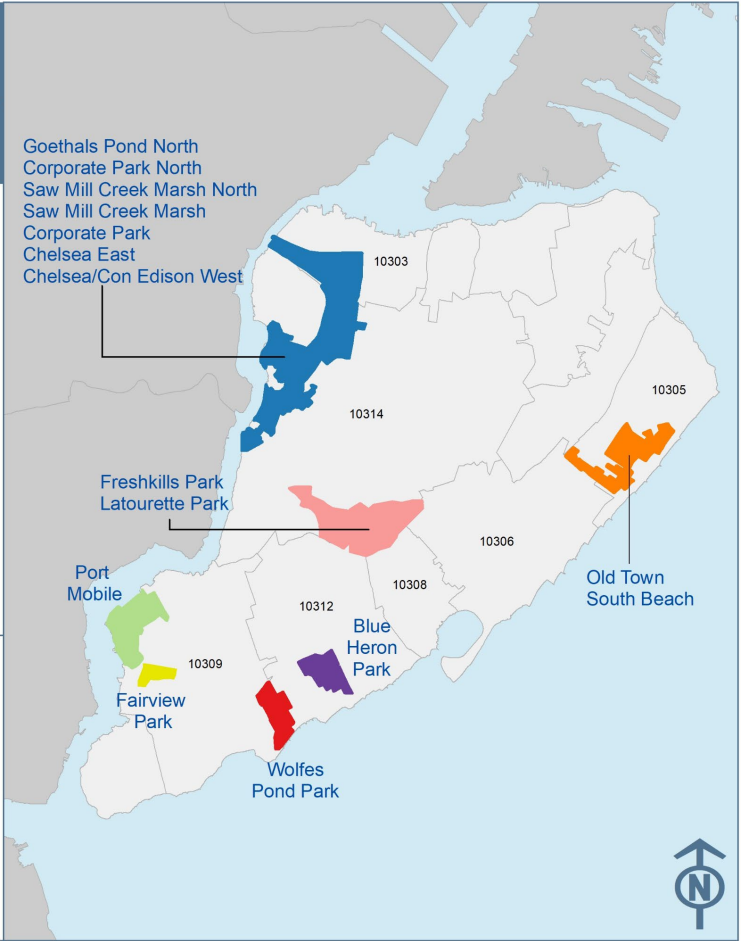 Goethals Pond North
Corporate Park North
Saw Mill Creek Marsh North
Saw Mill Creek Marsh
Corporate Park
Chelsea East
Chelsea/Con Edison West
10303
10305
10314
Freshkills Park
Latourette Park
10306
Port
Mobile
10308
Old Town
South Beach
10312
Blue
Heron
Park
10309
Fairview
Park
Wolfes
Pond Park
N